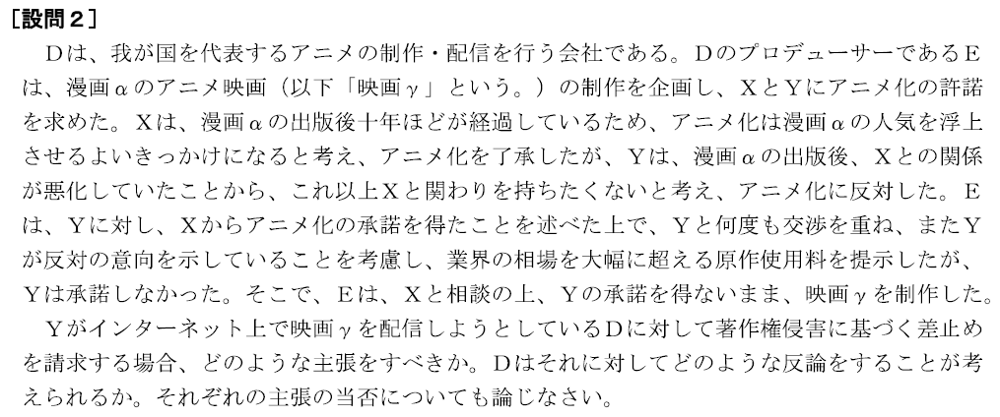 ［設問２］
　Ｄは、我が国を代表するアニメの制作・配信を行う会社である。ＤのプロデューサーであるＥ
は、漫画αのアニメ映画（以下「映画γ」という。）の制作を企画し、ＸとＹにアニメ化の許諾
を求めた。Ｘは、漫画αの出版後十年ほどが経過しているため、アニメ化は漫画αの人気を浮上
させるよいきっかけになると考え、アニメ化を了承したが、Ｙは、漫画αの出版後、Ｘとの関係
が悪化していたことから、これ以上Ｘと関わりを持ちたくないと考え、アニメ化に反対した。Ｅ
は、Ｙに対し、Ｘからアニメ化の承諾を得たことを述べた上で、Ｙと何度も交渉を重ね、またＹ
が反対の意向を示していることを考慮し、業界の相場を大幅に超える原作使用料を提示したが、
Ｙは承諾しなかった。そこで、Ｅは、Ｘと相談の上、Ｙの承諾を得ないまま、映画γを制作した。
　Ｙがインターネット上で映画γを配信しようとしているＤに対して著作権侵害に基づく差止め
を請求する場合、どのような主張をすべきか。Ｄはそれに対してどのような反論をすることが考
えられるか。それぞれの主張の当否についても論じなさい。